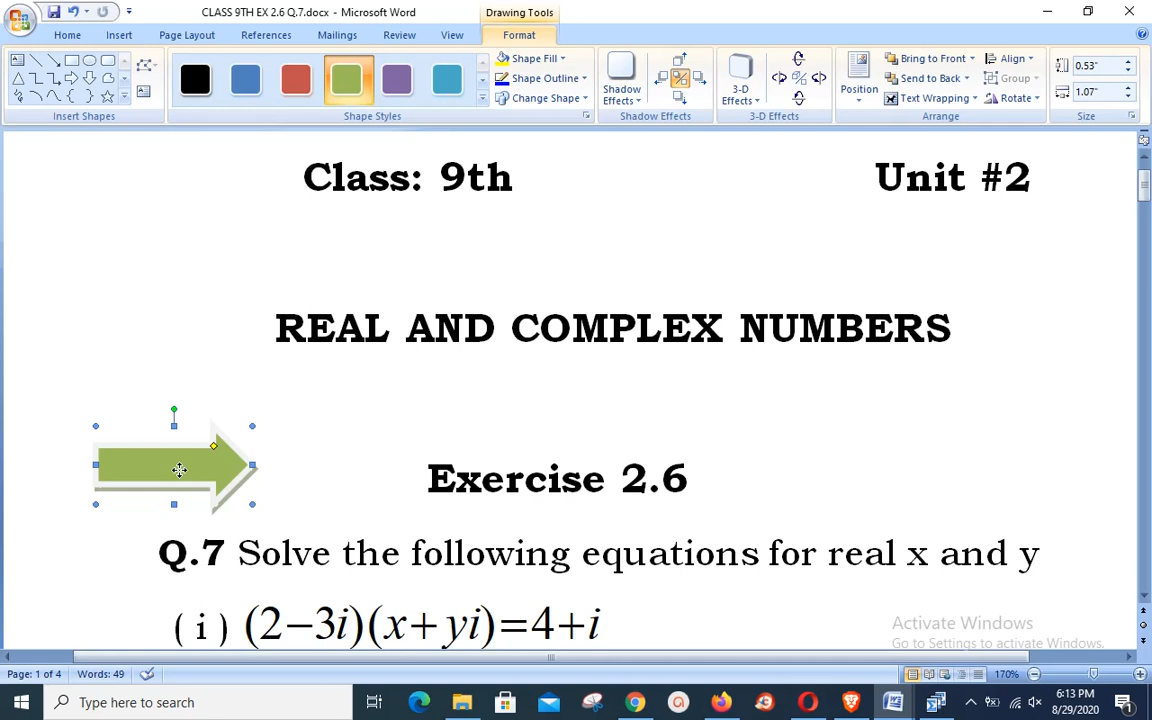 CLASS 9TH EX 2.6 Q.7.docx - Microsoft Word
Drawing Tools
Home Insert Page Layout References Mailings Review View Format
Shape Fill
Shape Outline
Change Shape
Shadow Effects
3-D Effects
Position
Bring to Front
Send to Back
Text Wrapping
Align
Group
Rotate
0.53"
1.07"
Insert Shapes Shape Styles Shadow Effects 3-D Effects Arrange Size
Class: 9th Unit #2
REAL AND COMPLEX NUMBERS
Exercise 2.6
Q.7 Solve the following equations for real x and y
( i ) (2−3i)(x+yi)=4+i
Activate Windows
Go to Settings to activate Windows.
Page: 1 of 4 Words: 49 170%
Type here to search
6:13 PM
8/29/2020
1